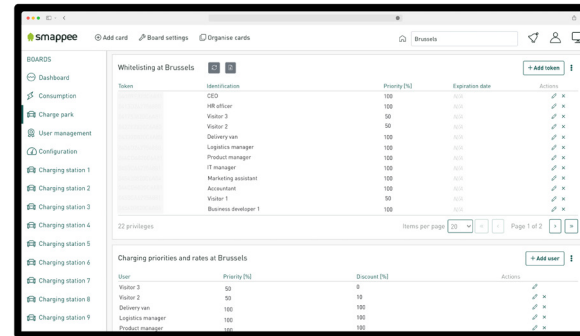 smappee
Add card
Board settings
Organise cards
Brussels
BOARDS
Dashboard
Consumption
Charge park
User management
Configuration
Charging station 1
Charging station 2
Charging station 3
Charging station 4
Charging station 5
Charging station 6
Charging station 7
Charging station 8
Charging station 9
Whitelisting at Brussels
+ Add token
Token Identification Priority [%] Expiration date Actions
CEO 100 N/A
HR officer 100 N/A
Visitor 3 50 N/A
Visitor 2 50 N/A
Delivery van 100 N/A
Logistics manager 100 N/A
Product manager 100 N/A
IT manager 100 N/A
Marketing assistant 100 N/A
Accountant 100 N/A
Visitor 1 50 N/A
Business developer 1 100 N/A
22 privileges Items per page 20 Page 1 of 2
Charging priorities and rates at Brussels
+ Add user
User Priority [%] Discount [%] Actions
Visitor 3 50 0
Visitor 2 50 10
Delivery van 100 100
Logistics manager 100 100
Product manager 100 100